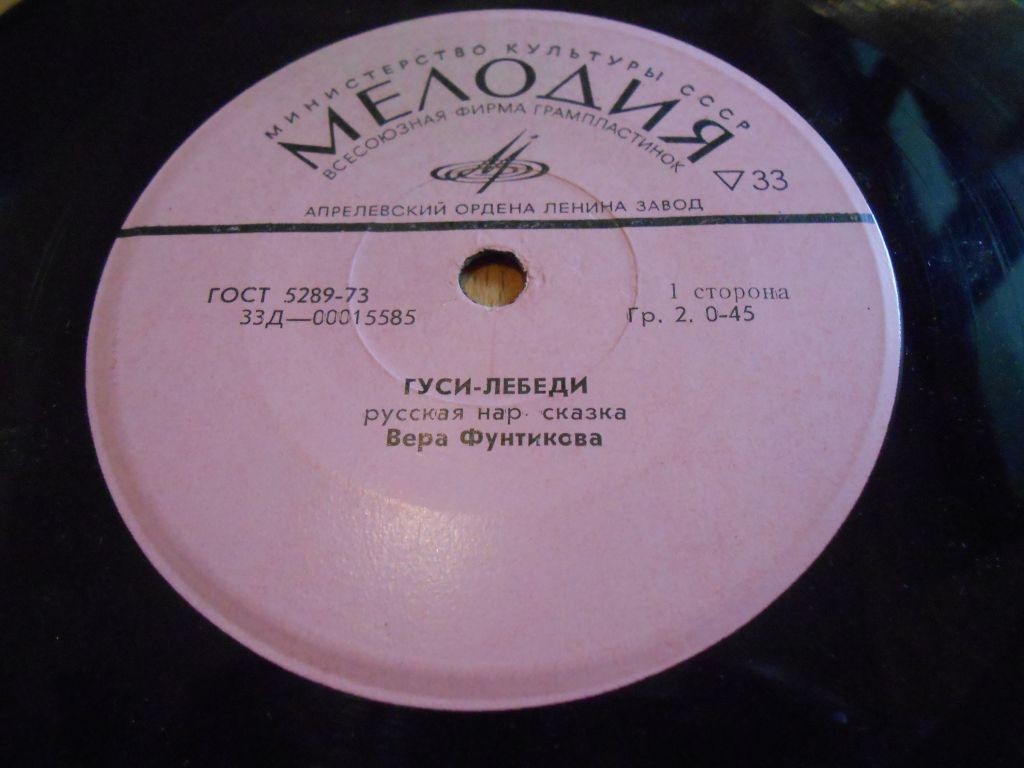 МИНИСТЕРСТВО КУЛЬТУРЫ СССР
МЕЛОДИЯ
ВСЕСОЮЗНАЯ ФИРМА ГРАМПЛАСТИНОК
33
АПРЕЛЕВСКИЙ ОРДЕНА ЛЕНИНА ЗАВОД
ГОСТ 5289-73
33Д—00015585
1 сторона
Гр. 2. 0-45
ГУСИ-ЛЕБЕДИ
русская нар. сказка
Вера Фунтикова